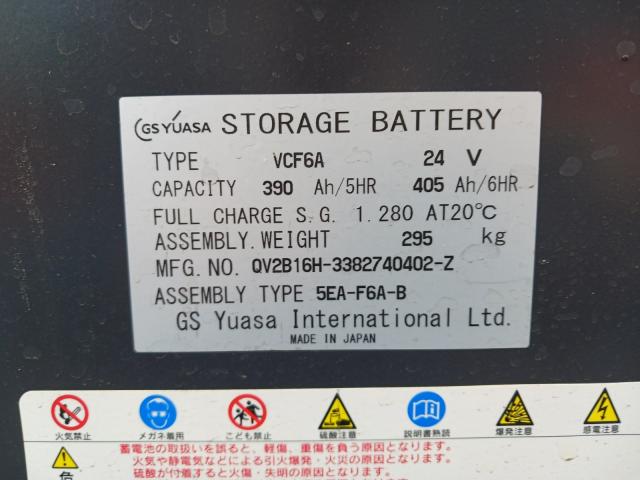 GS YUASA STORAGE BATTERY
TYPE VCF6A 24 V
CAPACITY 390 Ah/5HR 405 Ah/6HR
FULL CHARGE S.G. 1.280 AT20℃
ASSEMBLY.WEIGHT 295 kg
MFG. NO. QV2B16H-3382740402-Z
ASSEMBLY TYPE 5EA-F6A-B
GS Yuasa International Ltd.
MADE IN JAPAN
火気禁止 メガネ着用 こども禁止 硫酸注意 説明書熟読 爆発注意 感電注意
蓄電池の取扱いを誤ると、軽傷、重傷を負う原因となります。
火気や静電気などによる引火爆発・火災の原因となります。
危 硫酸が付着すると火傷・失明の原因となります。